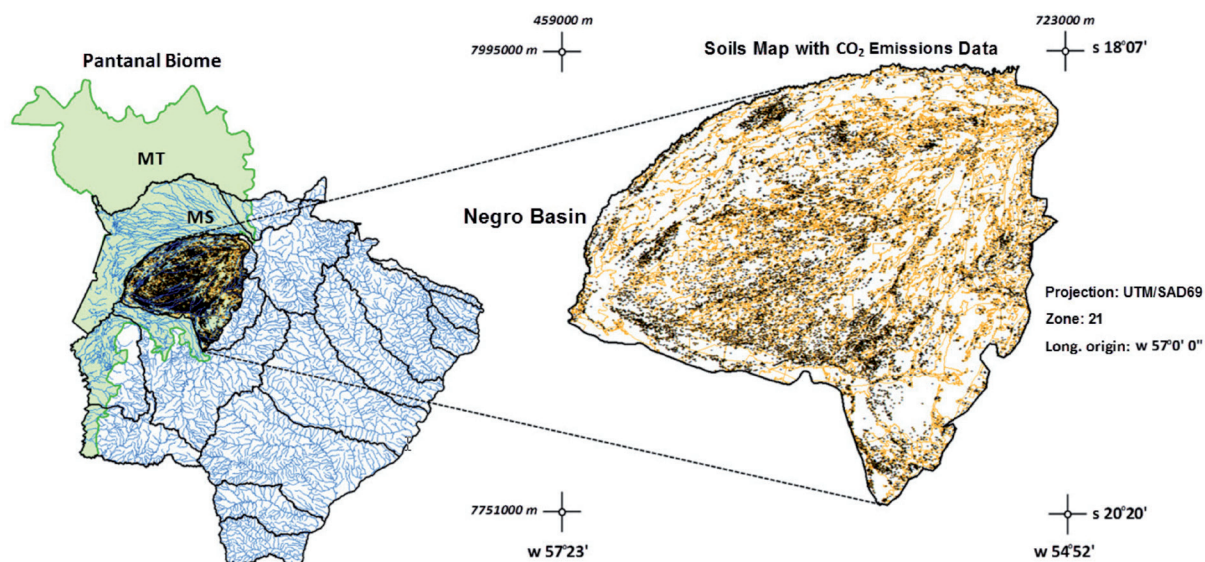 459000 m
723000 m
7995000 m
s 18°07'
Pantanal Biome
Soils Map with CO₂ Emissions Data
MT
MS
Negro Basin
Projection: UTM/SAD69
Zone: 21
Long. origin: w 57°0' 0"
7751000 m
s 20°20'
w 57°23'
w 54°52'